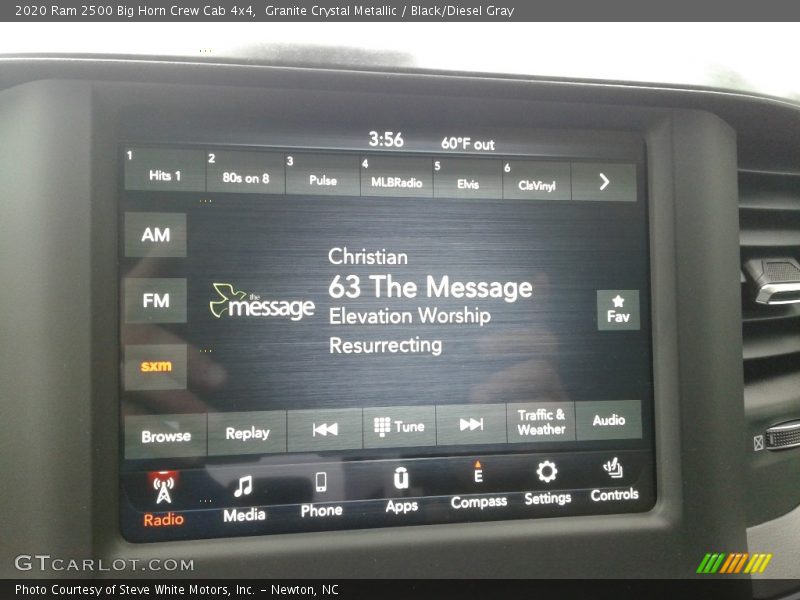 2020 Ram 2500 Big Horn Crew Cab 4x4, Granite Crystal Metallic / Black/Diesel Gray
3:56 60°F out
1 Hits 1
2 80s on 8
3 Pulse
4 MLBRadio
5 Elvis
6 ClsVinyl
AM
FM
sxm
the message
Christian
63 The Message
Elevation Worship
Resurrecting
Fav
Browse
Replay
Tune
Traffic & Weather
Audio
Radio
Media
Phone
Apps
E
Compass
Settings
Controls
GTCARLOT.COM
Photo Courtesy of Steve White Motors, Inc. – Newton, NC